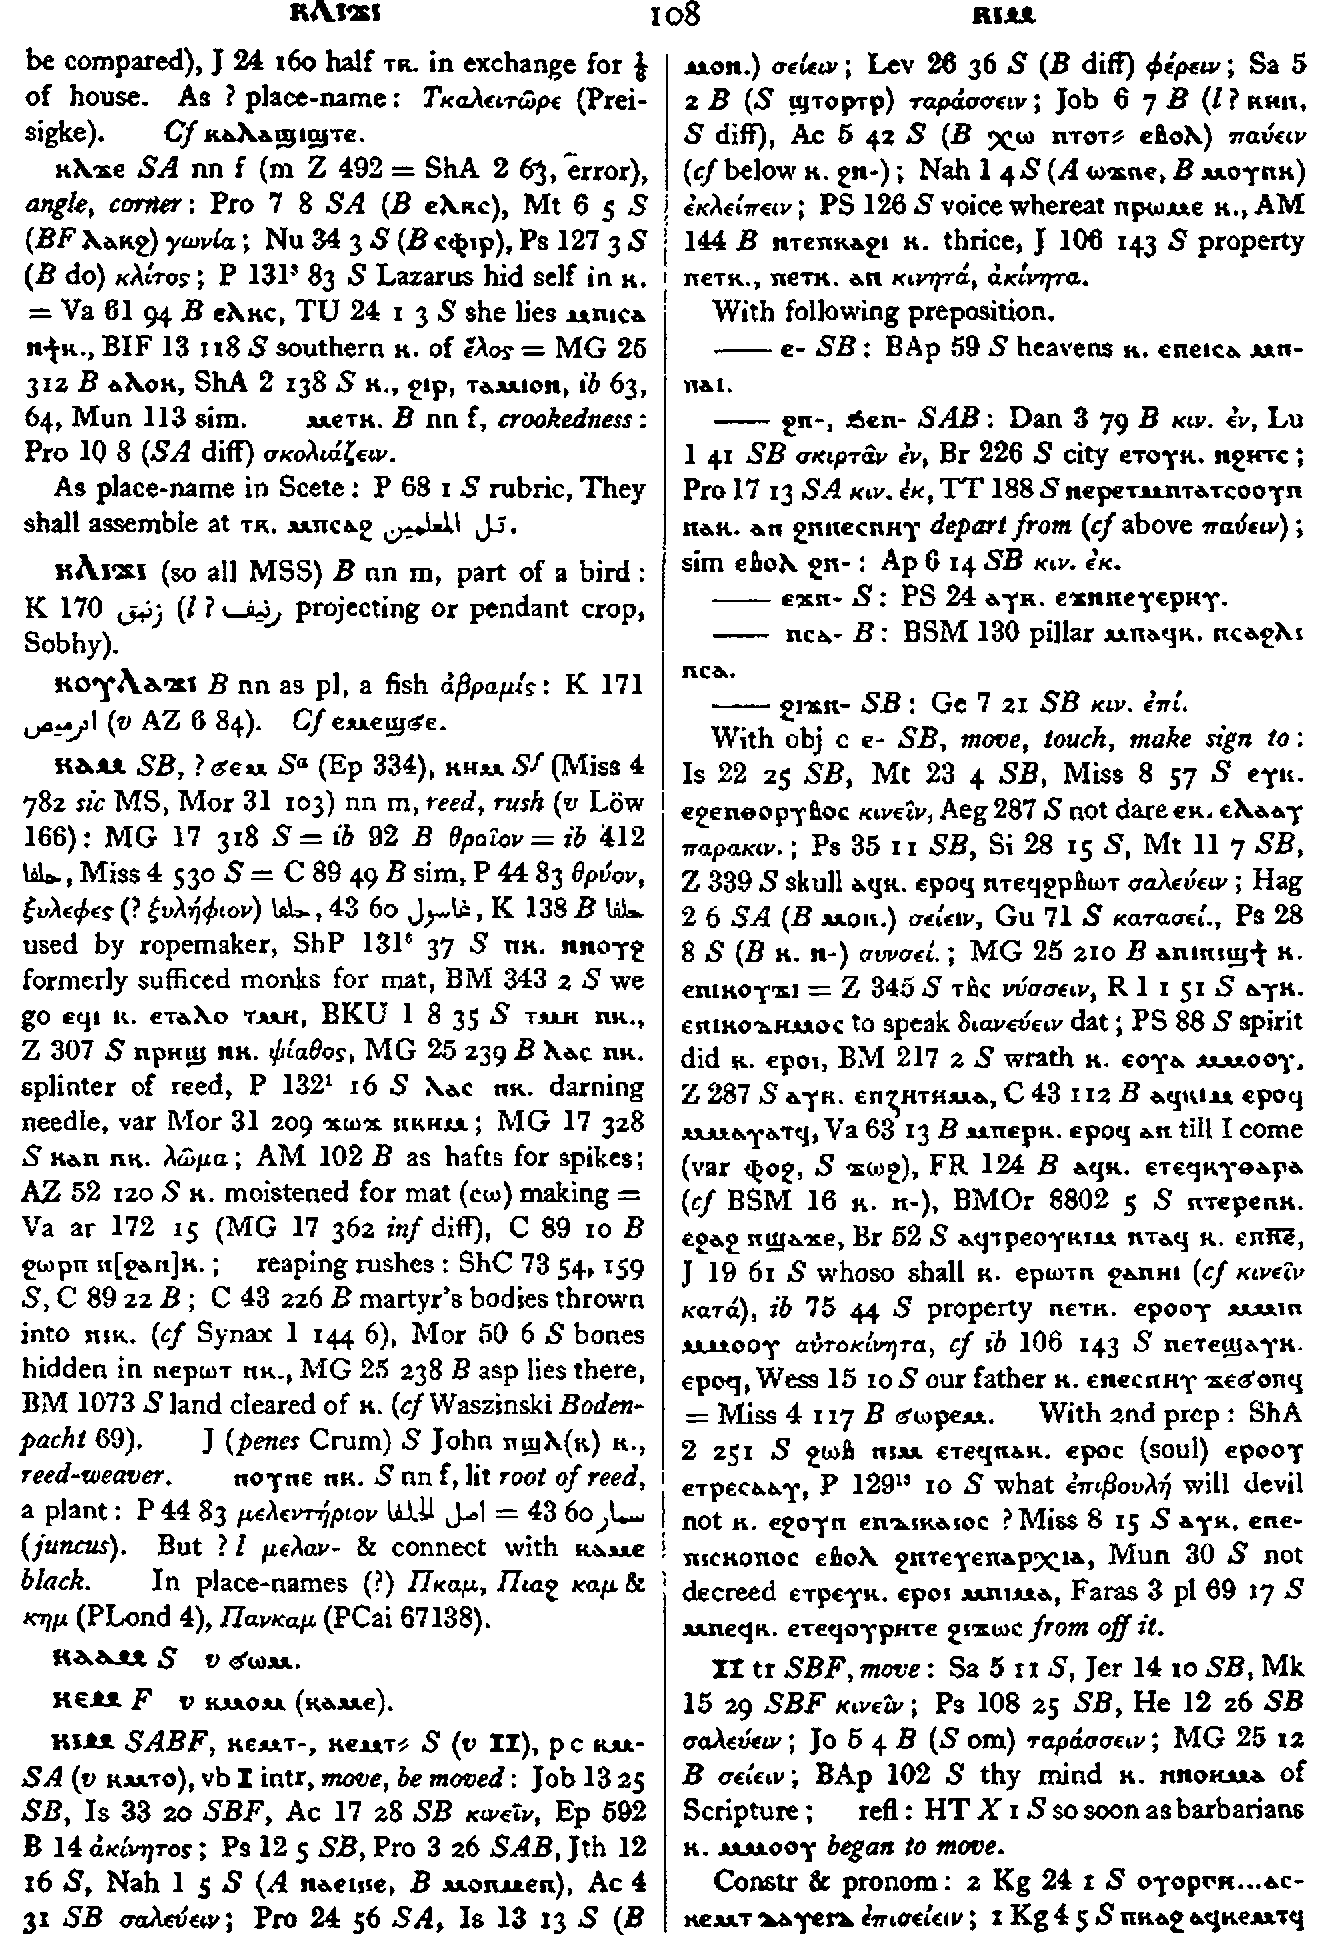 ⲕⲗⲓϫⲓ 108 ⲕⲓⲙ
be compared), J 24 160 half ⲧⲕ. in exchange for ⅙
of house. As ? place-name: Τκαλειτῶρε (Prei-
sigke). Cf ⲕⲁⲗⲁϣⲓϣⲧⲉ.
ⲕⲗϫⲉ SA nn f (m Z 492 = ShA 2 63, error),
angle, corner: Pro 7 8 SA (B ⲉⲗⲕⲥ), Mt 6 5 S
(BF ⲗⲁⲕϩ) γωνία; Nu 34 3 S (B ⲥⲫⲓⲣ), Ps 127 3 S
(B do) κλίτος; P 131³ 83 S Lazarus hid self in ⲕ.
= Va 61 94 B ⲉⲗⲕⲥ, TU 24 1 3 S she lies ⲙⲡⲓⲥⲁ
ⲛϯⲕ., BIF 13 118 S southern ⲕ. of ἕλος = MG 25
312 B ⲁⲗⲟⲕ, ShA 2 138 S ⲕ., ϩⲓⲣ, ⲧⲁⲙⲓⲟⲛ, ib 63,
64, Mun 113 sim. ⲙⲉⲧⲕ. B nn f, crookedness:
Pro 10 8 (SA diff) σκολιάζειν.
As place-name in Scete: P 68 1 S rubric, They
shall assemble at ⲧⲕ. ⲙⲡⲥⲁϩ تل المعلمين.
ⲕⲗⲓϫⲓ (so all MSS) B nn m, part of a bird:
K 170 زنيق (l ? زنيف projecting or pendant crop,
Sobhy).
ⲕⲟⲩⲗⲁϫⲓ B nn as pl, a fish ἀβραμίς: K 171
ارميص (v AZ 6 84). Cf ⲉⲙⲉϣϭⲉ.
ⲕⲁⲙ SB, ? ϭⲉⲙ Sᵃ (Ep 334), ⲕⲏⲙ Sᶠ (Miss 4
782 sic MS, Mor 31 103) nn m, reed, rush (v Löw
166): MG 17 318 S = ib 92 B θραῖον = ib 412
حلفا, Miss 4 530 S = C 89 49 B sim, P 44 83 θρύον,
ξυλεφες (? ξυλήφιον) حلفا, 43 60 غاسول, K 138 B حلفا
used by ropemaker, ShP 131⁶ 37 S ⲡⲕ. ⲛⲛⲟⲩϩ
formerly sufficed monks for mat, BM 343 2 S we
go ⲉϥⲓ ⲕ. ⲉⲧⲁⲗⲟ ⲧⲙⲏ, BKU 1 8 35 S ⲧⲙⲏ ⲛⲕ.,
Z 307 S ⲡⲣⲏϣ ⲛⲕ. ψίαθος, MG 25 239 B ⲗⲁⲥ ⲛⲕ.
splinter of reed, P 132¹ 16 S ⲗⲁⲥ ⲛⲕ. darning
needle, var Mor 31 209 ϫⲱϫ ⲛⲕⲏⲙ; MG 17 328
S ⲕⲁⲡ ⲛⲕ. λῶμα; AM 102 B as hafts for spikes;
AZ 52 120 S ⲕ. moistened for mat (ⲥⲱ) making =
Va ar 172 15 (MG 17 362 inf diff), C 89 10 B
ϩⲱⲣⲡ ⲛ[ϩⲁⲛ]ⲕ.; reaping rushes: ShC 73 54, 159
S, C 89 22 B; C 43 226 B martyr's bodies thrown
into ⲡⲓⲕ. (cf Synax 1 144 6), Mor 50 6 S bones
hidden in ⲡⲉⲣⲱⲧ ⲛⲕ., MG 25 238 B asp lies there,
BM 1073 S land cleared of ⲕ. (cf Waszinski Boden-
pacht 69). J (penes Crum) S John ⲡϣⲗ(ⲕ) ⲕ.,
reed-weaver. ⲛⲟⲩⲛⲉ ⲛⲕ. S nn f, lit root of reed,
a plant: P 44 83 μελεντήριον اصل الحلفا = 43 60 سمار
(juncus). But ? l μελαν- & connect with ⲕⲁⲙⲉ
black. In place-names (?) Πκαμ, Πιαϩ καμ &
κημ (PLond 4), Πανκαμ (PCai 67138).
ⲕⲁⲁⲙ S v ϭⲱⲙ.
ⲕⲉⲙ F v ⲕⲙⲟⲙ (ⲕⲁⲙⲉ).
ⲕⲓⲙ SABF, ⲕⲉⲙⲧ-, ⲕⲉⲙⲧ⸗ S (v II), p c ⲕⲙ-
SA (v ⲕⲙⲧⲟ), vb I intr, move, be moved: Job 13 25
SB, Is 33 20 SBF, Ac 17 28 SB κινεῖν, Ep 592
B 14 ἀκίνητος; Ps 12 5 SB, Pro 3 26 SAB, Jth 12
16 S, Nah 1 5 S (A ⲛⲁⲉⲓⲛⲉ, B ⲙⲟⲛⲙⲉⲛ), Ac 4
31 SB σαλεύειν; Pro 24 56 SA, Is 13 13 S (B
ⲙⲟⲛ.) σείειν; Lev 26 36 S (B diff) φέρειν; Sa 5
2 B (S ϣⲧⲟⲣⲧⲣ) ταράσσειν; Job 6 7 B (l ? ⲕⲏⲛ,
S diff), Ac 5 42 S (B ⲭⲱ ⲛⲧⲟⲧ⸗ ⲉⲃⲟⲗ) παύειν
(cf below ⲕ. ϩⲛ-); Nah 1 4 S (A ⲱϫⲛⲉ, B ⲙⲟⲩⲛⲕ)
ἐκλείπειν; PS 126 S voice whereat ⲡⲣⲱⲙⲉ ⲕ., AM
144 B ⲛⲧⲉⲡⲕⲁϩⲓ ⲕ. thrice, J 106 143 S property
ⲡⲉⲧⲕ., ⲡⲉⲧⲕ. ⲁⲛ κινητά, ἀκίνητα.
With following preposition.
—— ⲉ- SB: BAp 59 S heavens ⲕ. ⲉⲡⲉⲓⲥⲁ ⲙⲛ-
ⲡⲁⲓ.
—— ϩⲛ-, ϧⲉⲛ- SAB: Dan 3 79 B κιν. ἐν, Lu
1 41 SB σκιρτᾶν ἐν, Br 226 S city ⲉⲧⲟⲩⲕ. ⲛϩⲏⲧⲥ;
Pro 17 13 SA κιν. ἐκ, TT 188 S ⲡⲉⲣⲉⲧⲙⲛⲧⲁⲧⲥⲟⲟⲩⲛ
ⲛⲁⲕ. ⲁⲛ ϩⲙⲡⲉⲥⲏⲏⲩ depart from (cf above παύειν);
sim ⲉⲃⲟⲗ ϩⲛ-: Ap 6 14 SB κιν. ἐκ.
—— ⲉϫⲛ- S: PS 24 ⲁⲩⲕ. ⲉϫⲛⲛⲉⲩⲉⲣⲏⲩ.
—— ⲛⲥⲁ- B: BSM 130 pillar ⲙⲡⲁϥⲕ. ⲛⲥⲁϩⲗⲓ
ⲛⲥⲁ.
—— ϩⲓϫⲛ- SB: Ge 7 21 SB κιν. ἐπί.
With obj c ⲉ- SB, move, touch, make sign to:
Is 22 25 SB, Mt 23 4 SB, Miss 8 57 S ⲉⲩⲕ.
ⲉϩⲉⲛⲑⲟⲣⲩⲃⲟⲥ κινεῖν, Aeg 287 S not dare ⲉⲕ. ⲉⲗⲁⲁⲩ
παρακιν.; Ps 35 11 SB, Si 28 15 S, Mt 11 7 SB,
Z 339 S skull ⲁϥⲕ. ⲉⲣⲟϥ ⲛⲧⲉϥϩⲣⲃⲱⲧ σαλεύειν; Hag
2 6 SA (B ⲙⲟⲛ.) σείειν, Gu 71 S κατασεί., Ps 28
8 S (B ⲕ. ⲛ-) συνσεί.; MG 25 210 B ⲁⲡⲓⲛⲓϣϯ ⲕ.
ⲉⲡⲓⲕⲟⲩϫⲓ = Z 345 S ⲧⲃⲥ νύσσειν, R 1 1 51 S ⲁⲩⲕ.
ⲉⲡⲓⲕⲟⲇⲏⲙⲟⲥ to speak διανεύειν dat; PS 88 S spirit
did ⲕ. ⲉⲣⲟⲓ, BM 217 2 S wrath ⲕ. ⲉⲟⲩⲁ ⲙⲙⲟⲟⲩ,
Z 287 S ⲁⲩⲕ. ⲉⲡⲍⲏⲧⲏⲙⲁ, C 43 112 B ⲁϥⲕⲓⲙ ⲉⲣⲟϥ
ⲙⲙⲁⲩⲁⲧϥ, Va 63 13 B ⲙⲡⲉⲣⲕ. ⲉⲣⲟϥ ⲁⲛ till I come
(var ⲫⲟϩ, S ϫⲱϩ), FR 124 B ⲁϥⲕ. ⲉⲧⲉϥⲕⲩⲑⲁⲣⲁ
(cf BSM 16 ⲕ. ⲛ-), BMOr 8802 5 S ⲛⲧⲉⲣⲉⲛⲕ.
ⲉϩⲁϩ ⲛϣⲁϫⲉ, Br 52 S ⲁϥⲧⲣⲉⲟⲩⲕⲓⲙ ⲛⲧⲁϥ ⲕ.
J 19 61 S whoso shall ⲕ. ⲉⲣⲱⲧⲛ ϩⲁⲡⲏⲓ (cf κινεῖν
κατά), ib 75 44 S property ⲡⲉⲧⲕ. ⲉⲣⲟⲟⲩ ⲙⲙⲓⲛ
ⲙⲙⲟⲟⲩ αὐτοκίνητα, cf ib 106 143 S ⲡⲉⲧⲉϣⲁⲩⲕ.
ⲉⲣⲟϥ, Wess 15 10 S our father ⲕ. ⲉⲛⲉⲥⲛⲏⲩ ϫⲉϭⲟⲡϥ
= Miss 4 117 B ϭⲱⲣⲉⲙ. With 2nd prep: ShA
2 251 S ϩⲱⲃ ⲛⲓⲙ ⲉⲧⲉϥⲛⲁⲕ. ⲉⲣⲟⲥ (soul) ⲉⲣⲟⲟⲩ
ⲉⲧⲣⲉⲥⲁⲁⲩ, P 129¹³ 10 S what ἐπιβουλή will devil
not ⲕ. ⲉϩⲟⲩⲛ ⲉⲡⲇⲓⲕⲁⲓⲟⲥ ? Miss 8 15 S ⲁⲩⲕ. ⲉⲛⲉ-
ⲡⲓⲥⲕⲟⲡⲟⲥ ⲉⲃⲟⲗ ϩⲛⲧⲉⲩⲉⲡⲁⲣⲭⲓⲁ, Mun 30 S not
decreed ⲉⲧⲣⲉⲩⲕ. ⲉⲣⲟⲓ ⲙⲡⲓⲙⲁ, Faras 3 pl 69 17 S
ⲙⲡⲉϥⲕ. ⲉⲧⲉϥⲟⲩⲣⲏⲧⲉ ϩⲓϫⲱⲥ from off it.
II tr SBF, move: Sa 5 11 S, Jer 14 10 SB, Mk
15 29 SBF κινεῖν; Ps 108 25 SB, He 12 26 SB
σαλεύειν; Jo 5 4 B (S om) ταράσσειν; MG 25 12
B σείειν; BAp 102 S thy mind ⲕ. ⲛⲛⲟⲏⲙⲁ of
Scripture; refl: HT X 1 S so soon as barbarians
ⲕ. ⲙⲙⲟⲟⲩ began to move.
Constr & pronom: 2 Kg 24 1 S ⲟⲩⲟⲣⲅⲏ...ⲁⲥ-
ⲕⲉⲙⲧ ⲇⲁⲩⲉⲓⲇ ἐπισείειν; 1 Kg 4 5 S ⲡⲕⲁϩ ⲁϥⲕⲉⲙⲧϥ